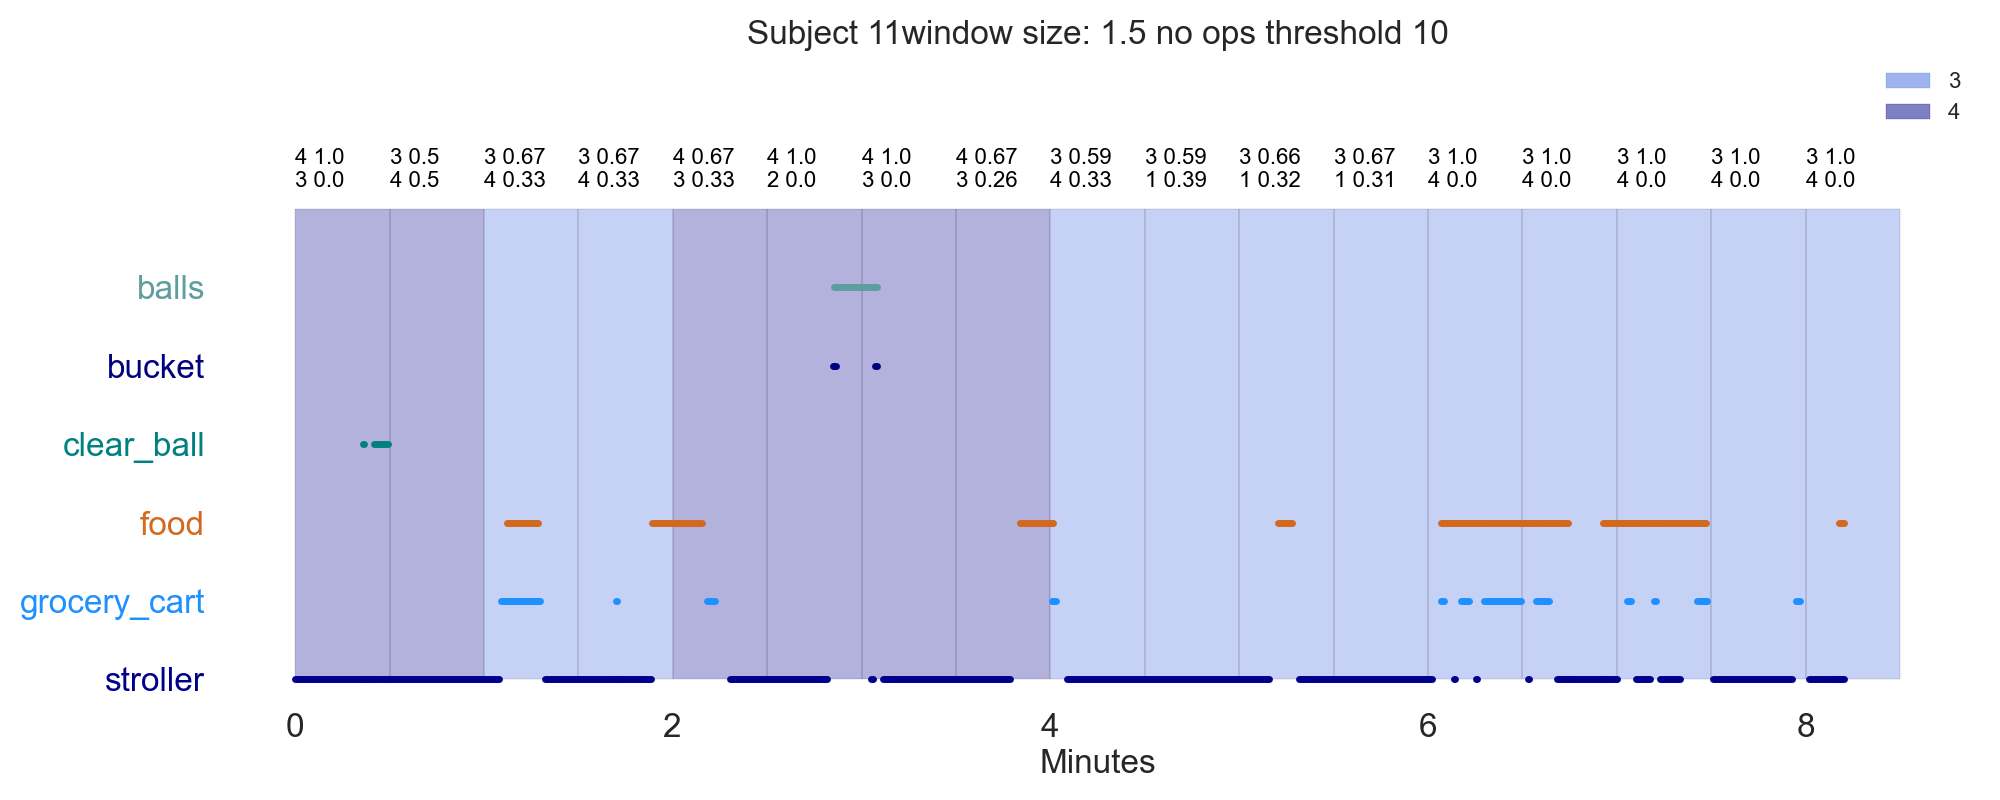 Subject 11window size: 1.5 no ops threshold 10
3
4
4 1.0 3 0.5 3 0.67 3 0.67 4 0.67 4 1.0 4 1.0 4 0.67 3 0.59 3 0.59 3 0.66 3 0.67 3 1.0 3 1.0 3 1.0 3 1.0 3 1.0
3 0.0 4 0.5 4 0.33 4 0.33 3 0.33 2 0.0 3 0.0 3 0.26 4 0.33 1 0.39 1 0.32 1 0.31 4 0.0 4 0.0 4 0.0 4 0.0 4 0.0
balls
bucket
clear_ball
food
grocery_cart
stroller
0 2 4 6 8
Minutes